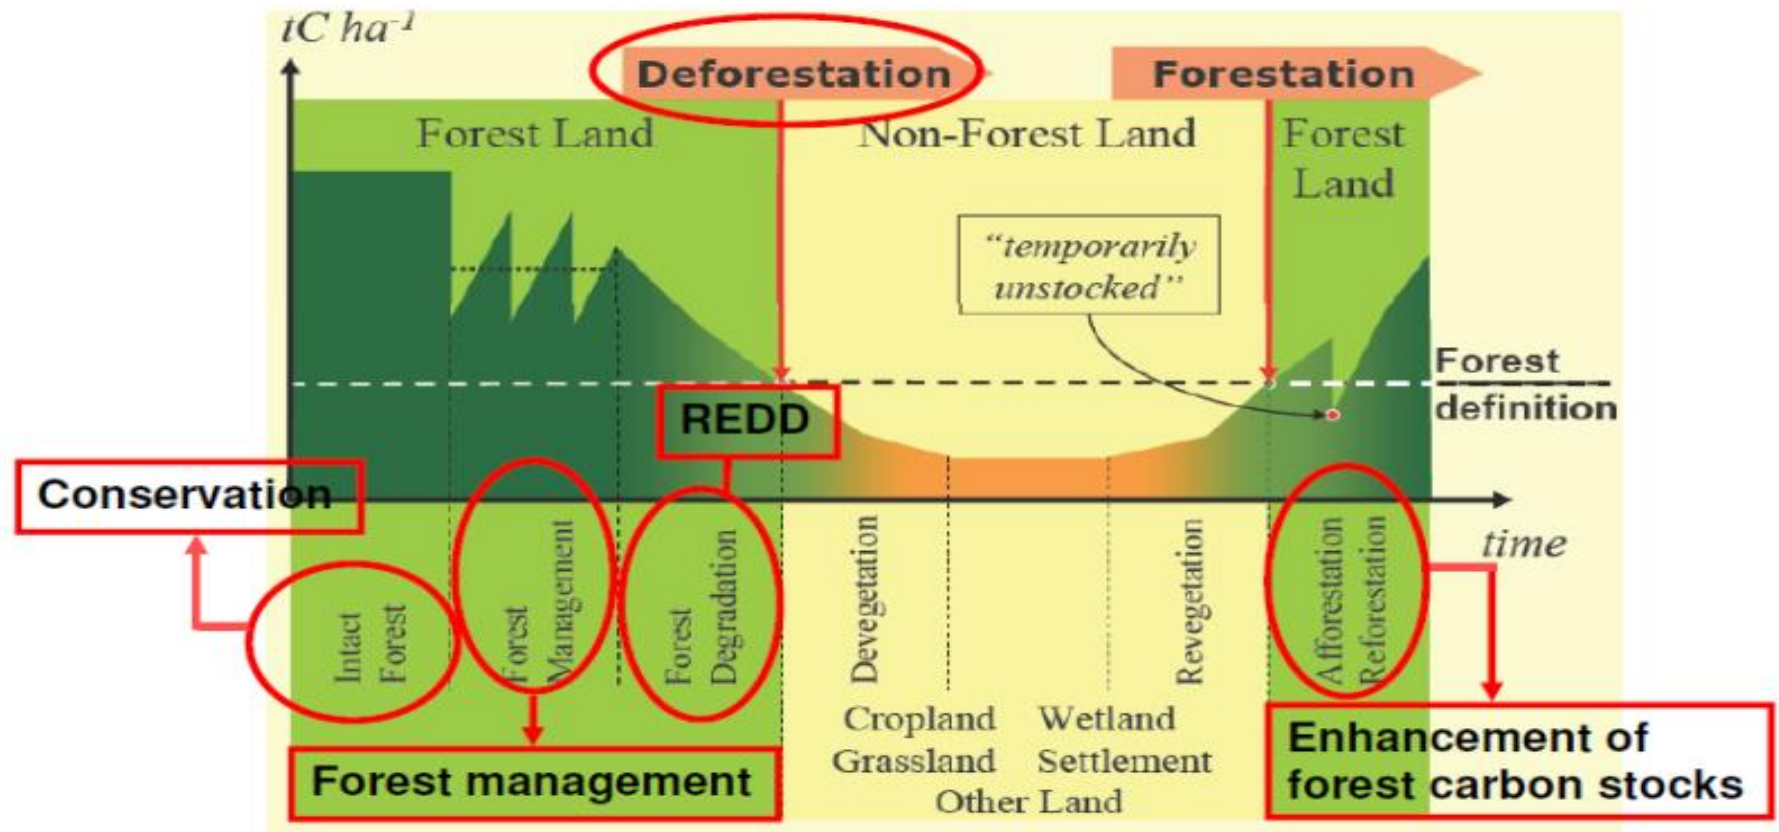 tC ha-1
Deforestation
Forestation
Forest Land
Non-Forest Land
Forest
Land
“temporarily
unstocked”
Forest
definition
REDD
Conservation
time
Intact
Forest
Forest
Management
Forest
Degradation
Devegetation
Revegetation
Afforestation
Reforestation
Cropland
Wetland
Grassland
Settlement
Other Land
Forest management
Enhancement of
forest carbon stocks